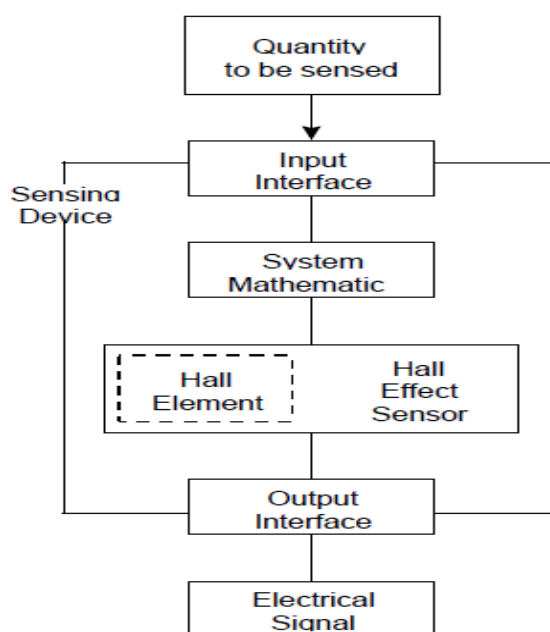 Quantity
to be sensed
Input
Interface
Sensing
Device
System
Mathematic
Hall
Element
Hall
Effect
Sensor
Output
Interface
Electrical
Signal